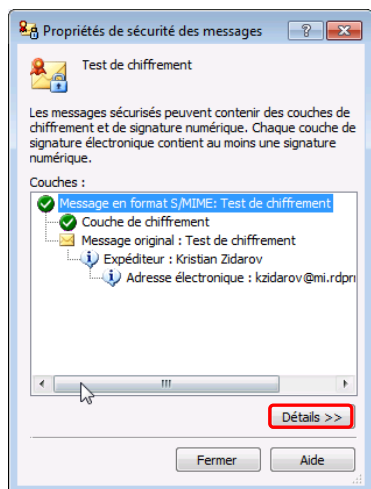 Propriétés de sécurité des messages
Test de chiffrement
Les messages sécurisés peuvent contenir des couches de
chiffrement et de signature numérique. Chaque couche de
signature électronique contient au moins une signature
numérique.
Couches :
Message en format S/MIME: Test de chiffrement
Couche de chiffrement
Message original : Test de chiffrement
Expéditeur : Kristian Zidarov
Adresse électronique : kzidarov@mi.rdpr
Détails >>
Fermer
Aide